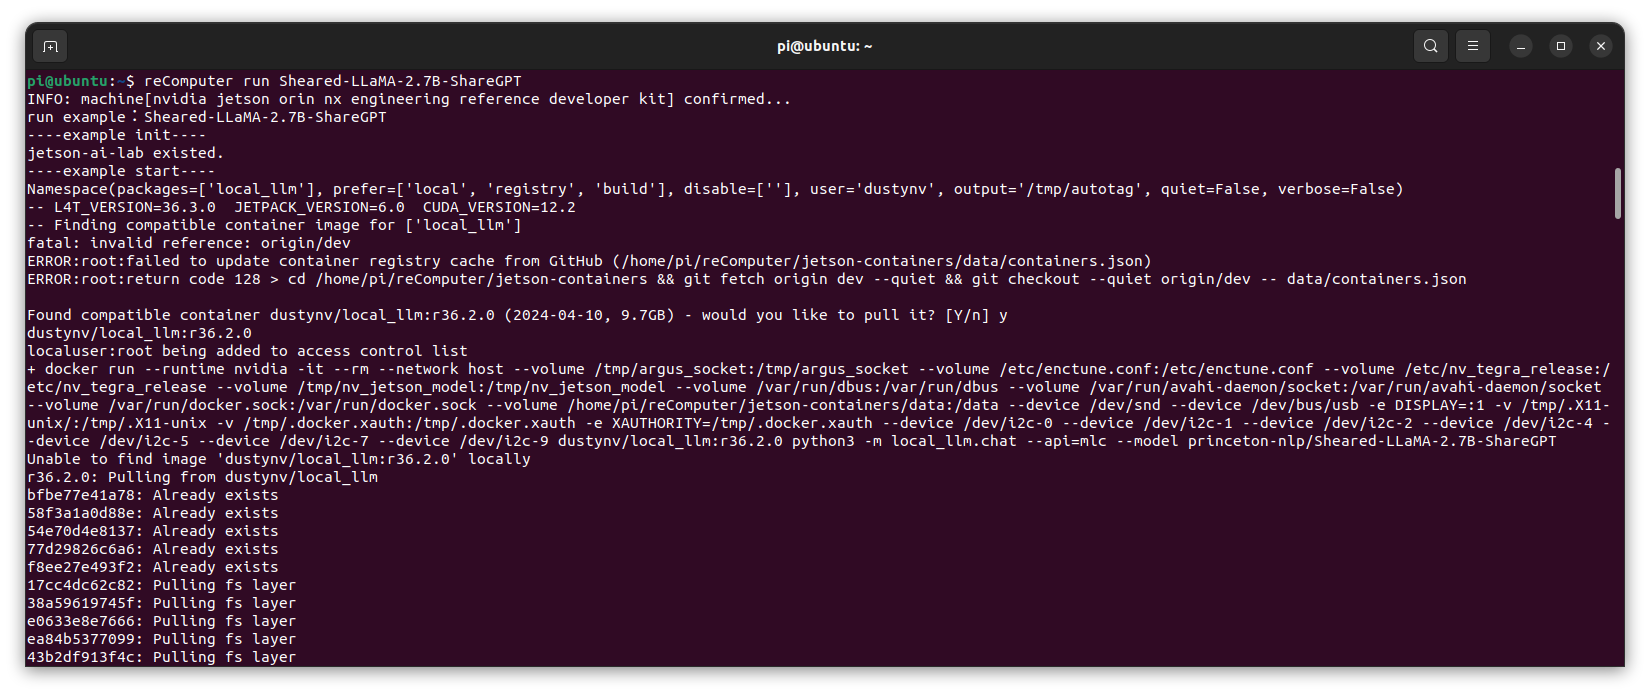 pi@ubuntu: ~
pi@ubuntu:~$ reComputer run Sheared-LLaMA-2.7B-ShareGPT
INFO: machine[nvidia jetson orin nx engineering reference developer kit] confirmed...
run example：Sheared-LLaMA-2.7B-ShareGPT
----example init----
jetson-ai-lab existed.
----example start----
Namespace(packages=['local_llm'], prefer=['local', 'registry', 'build'], disable=[''], user='dustynv', output='/tmp/autotag', quiet=False, verbose=False)
-- L4T_VERSION=36.3.0  JETPACK_VERSION=6.0  CUDA_VERSION=12.2
-- Finding compatible container image for ['local_llm']
fatal: invalid reference: origin/dev
ERROR:root:failed to update container registry cache from GitHub (/home/pi/reComputer/jetson-containers/data/containers.json)
ERROR:root:return code 128 > cd /home/pi/reComputer/jetson-containers && git fetch origin dev --quiet && git checkout --quiet origin/dev -- data/containers.json
Found compatible container dustynv/local_llm:r36.2.0 (2024-04-10, 9.7GB) - would you like to pull it? [Y/n] y
dustynv/local_llm:r36.2.0
localuser:root being added to access control list
+ docker run --runtime nvidia -it --rm --network host --volume /tmp/argus_socket:/tmp/argus_socket --volume /etc/enctune.conf:/etc/enctune.conf --volume /etc/nv_tegra_release:/
etc/nv_tegra_release --volume /tmp/nv_jetson_model:/tmp/nv_jetson_model --volume /var/run/dbus:/var/run/dbus --volume /var/run/avahi-daemon/socket:/var/run/avahi-daemon/socket
--volume /var/run/docker.sock:/var/run/docker.sock --volume /home/pi/reComputer/jetson-containers/data:/data --device /dev/snd --device /dev/bus/usb -e DISPLAY=:1 -v /tmp/.X11-
unix/:/tmp/.X11-unix -v /tmp/.docker.xauth:/tmp/.docker.xauth -e XAUTHORITY=/tmp/.docker.xauth --device /dev/i2c-0 --device /dev/i2c-1 --device /dev/i2c-2 --device /dev/i2c-4 -
-device /dev/i2c-5 --device /dev/i2c-7 --device /dev/i2c-9 dustynv/local_llm:r36.2.0 python3 -m local_llm.chat --api=mlc --model princeton-nlp/Sheared-LLaMA-2.7B-ShareGPT
Unable to find image 'dustynv/local_llm:r36.2.0' locally
r36.2.0: Pulling from dustynv/local_llm
bfbe77e41a78: Already exists
58f3a1a0d88e: Already exists
54e70d4e8137: Already exists
77d29826c6a6: Already exists
f8ee27e493f2: Already exists
17cc4dc62c82: Pulling fs layer
38a59619745f: Pulling fs layer
e0633e8e7666: Pulling fs layer
ea84b5377099: Pulling fs layer
43b2df913f4c: Pulling fs layer